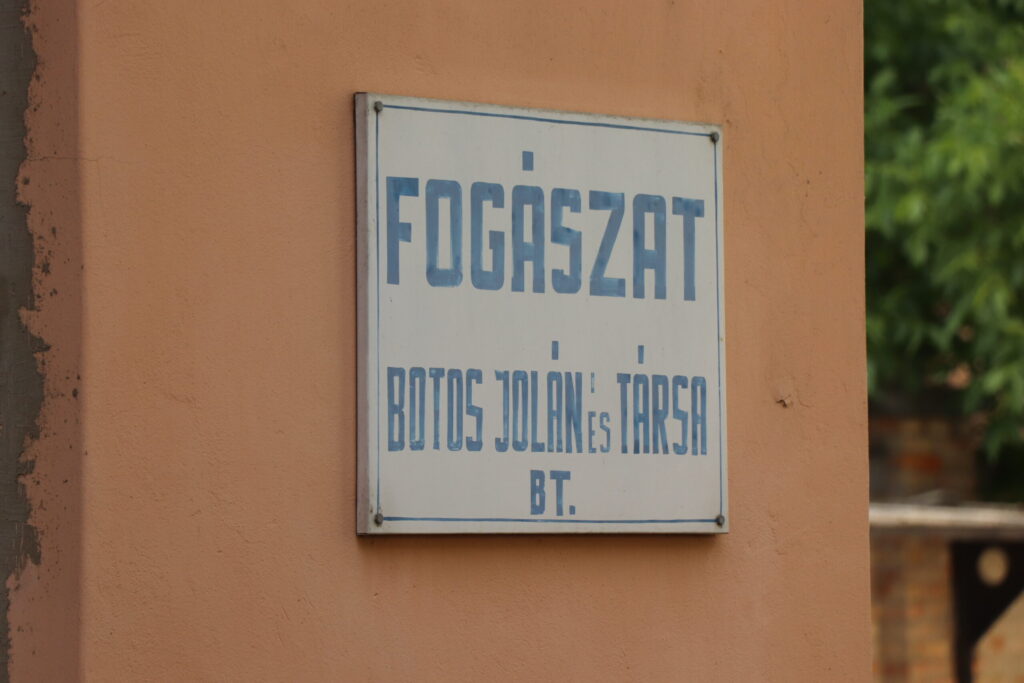 FOGÁSZAT
BOTOS JOLÁN ÉS TÁRSA
BT.